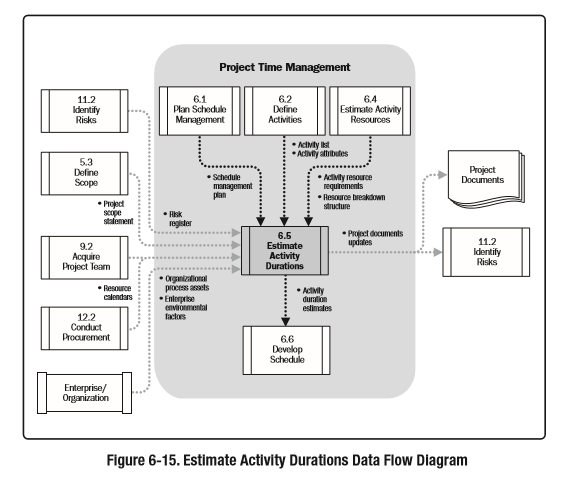 Project Time Management
11.2
Identify
Risks
6.1
Plan Schedule
Management
6.2
Define
Activities
6.4
Estimate Activity
Resources
• Activity list
• Activity attributes
5.3
Define
Scope
• Project
scope
statement
• Schedule
management
plan
• Activity resource
requirements
• Resource breakdown
structure
Project
Documents
• Risk
register
9.2
Acquire
Project Team
6.5
Estimate
Activity
Durations
• Project documents
updates
11.2
Identify
Risks
• Resource
calendars
• Organizational
process assets
• Enterprise
environmental
factors
• Activity
duration
estimates
12.2
Conduct
Procurement
6.6
Develop
Schedule
Enterprise/
Organization
Figure 6-15. Estimate Activity Durations Data Flow Diagram